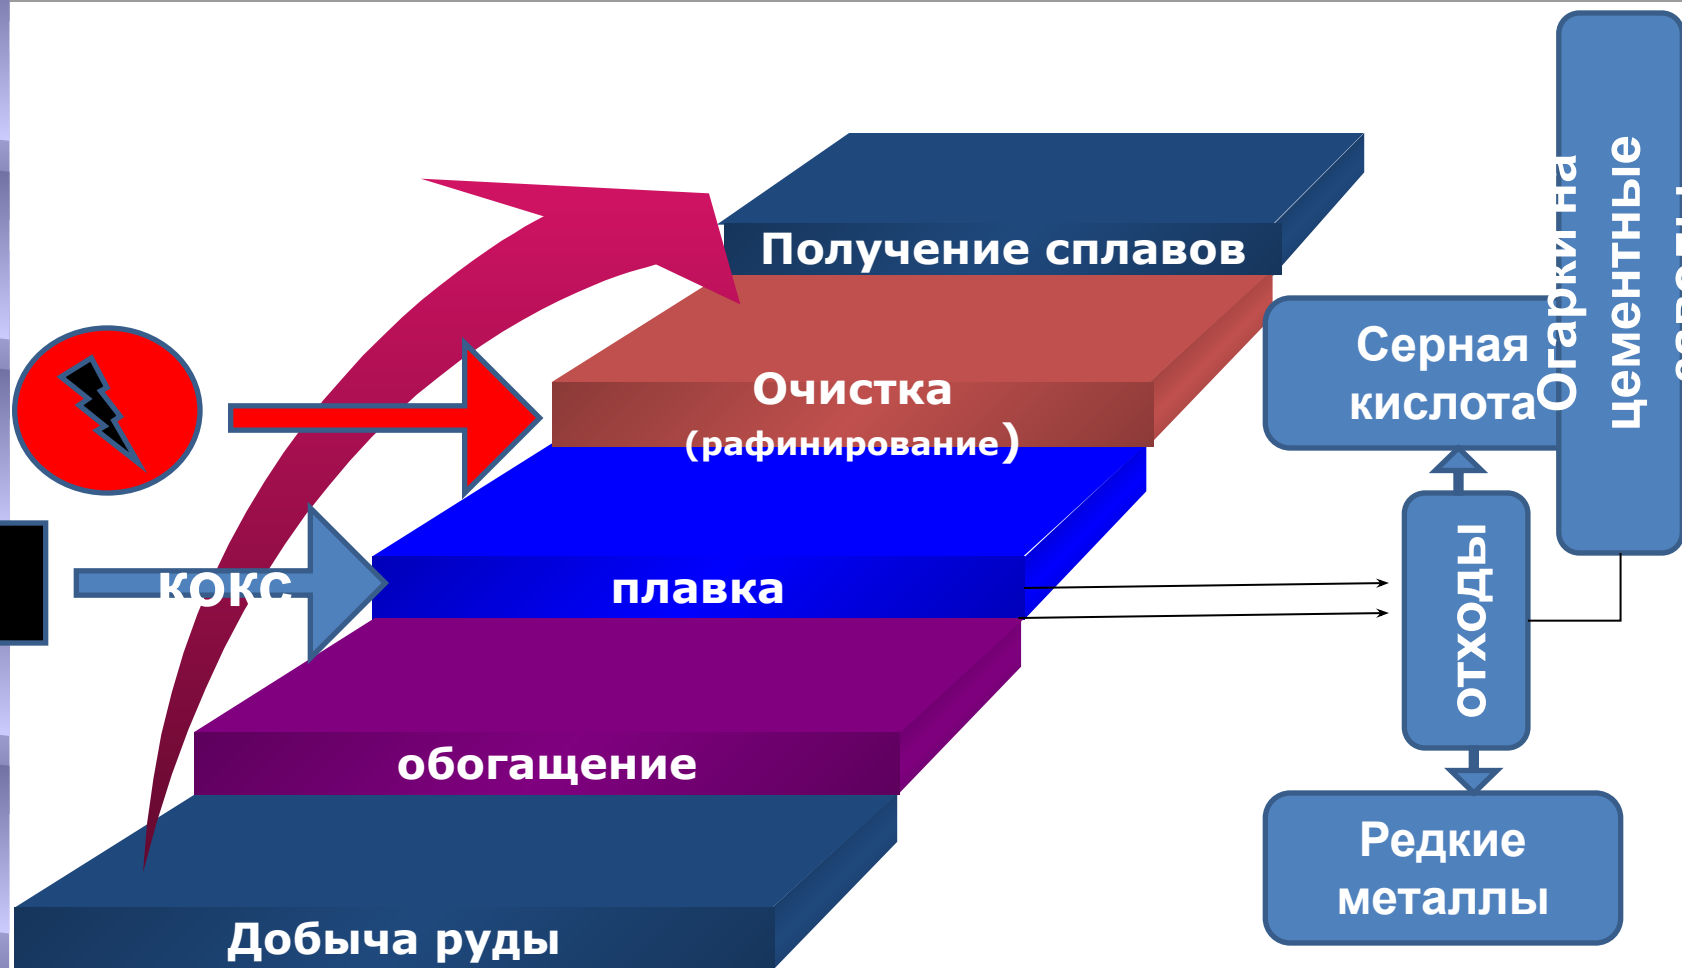 Получение сплавов
Очистка
(рафинирование)
плавка
обогащение
Добыча руды
кокс
Серная
кислота
Огарки на
цементные
отходы
Редкие
металлы